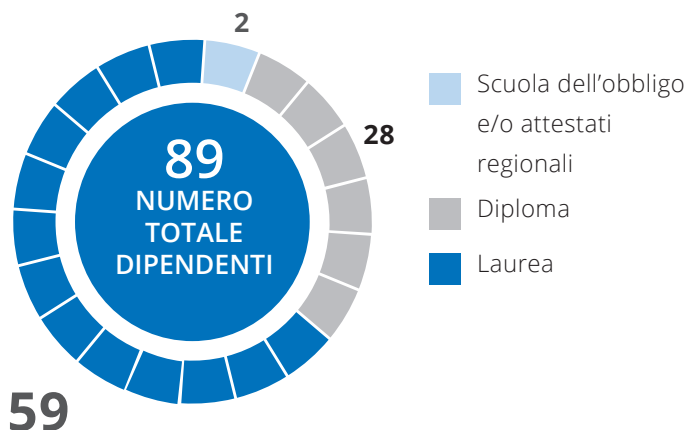 2
28
89
NUMERO
TOTALE
DIPENDENTI
59
Scuola dell’obbligo
e/o attestati
regionali
Diploma
Laurea